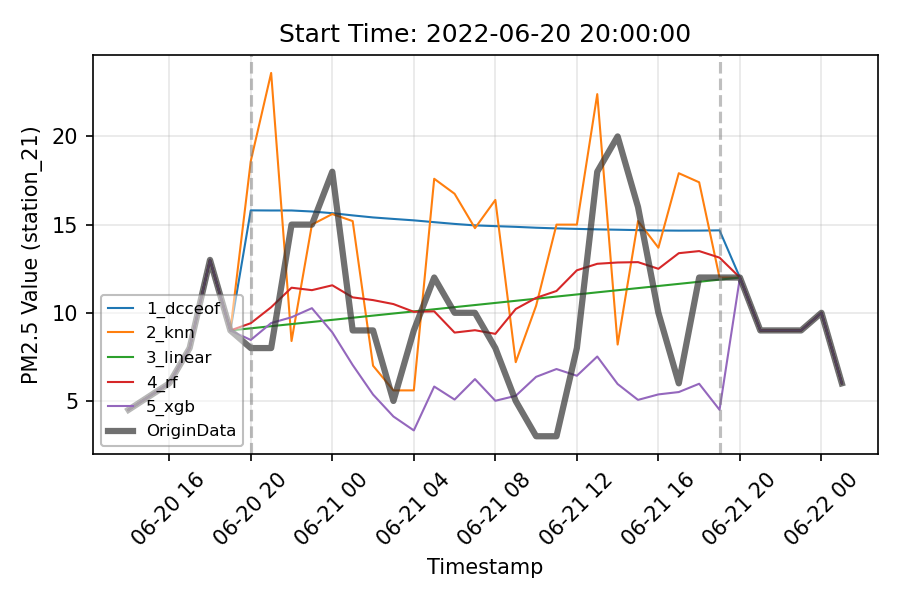 Start Time: 2022-06-20 20:00:00
PM2.5 Value (station_21)
20
15
10
5
1_dcceof
2_knn
3_linear
4_rf
5_xgb
OriginData
06-20 16
06-20 20
06-21 00
06-21 04
06-21 08
06-21 12
06-21 16
06-21 20
06-22 00
Timestamp